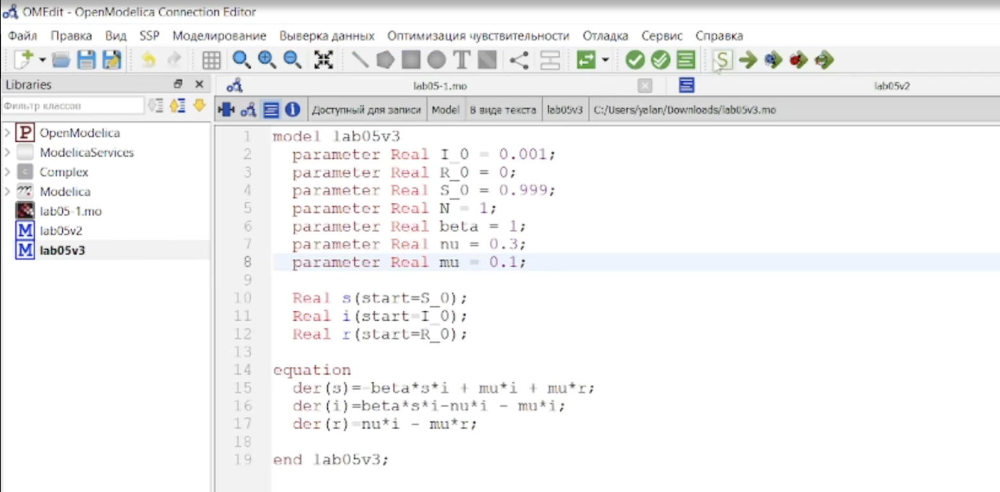 OMEdit - OpenModelica Connection Editor
Файл Правка Вид SSP Моделирование Выверка данных Оптимизация чувствительности Отладка Сервис Справка
Libraries
lab05-1.mo
lab05v2
Фильтр классов
Доступный для записи Model В виде текста lab05v3 C:/Users/yalan/Downloads/lab05v3.mo
OpenModelica
ModelicaServices
Complex
Modelica
lab05-1.mo
lab05v2
lab05v3
1 model lab05v3
2 parameter Real I_0 = 0.001;
3 parameter Real R_0 = 0;
4 parameter Real S_0 = 0.999;
5 parameter Real N = 1;
6 parameter Real beta = 1;
7 parameter Real nu = 0.3;
8 parameter Real mu = 0.1;
9
10 Real s(start=S_0);
11 Real i(start=I_0);
12 Real r(start=R_0);
13
14 equation
15 der(s)=-beta*s*i + mu*i + mu*r;
16 der(i)=beta*s*i-nu*i - mu*i;
17 der(r)=nu*i - mu*r;
18
19 end lab05v3;